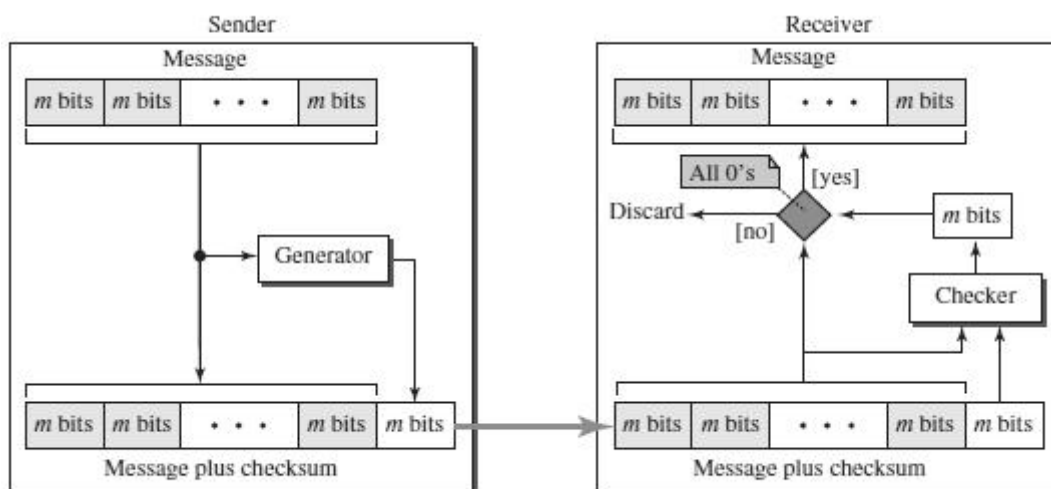 Sender
Message
m bits m bits • • • m bits
Generator
m bits m bits • • • m bits m bits
Message plus checksum
Receiver
Message
m bits m bits • • • m bits
All 0's
[yes]
Discard
[no]
m bits
Checker
m bits m bits • • • m bits m bits
Message plus checksum